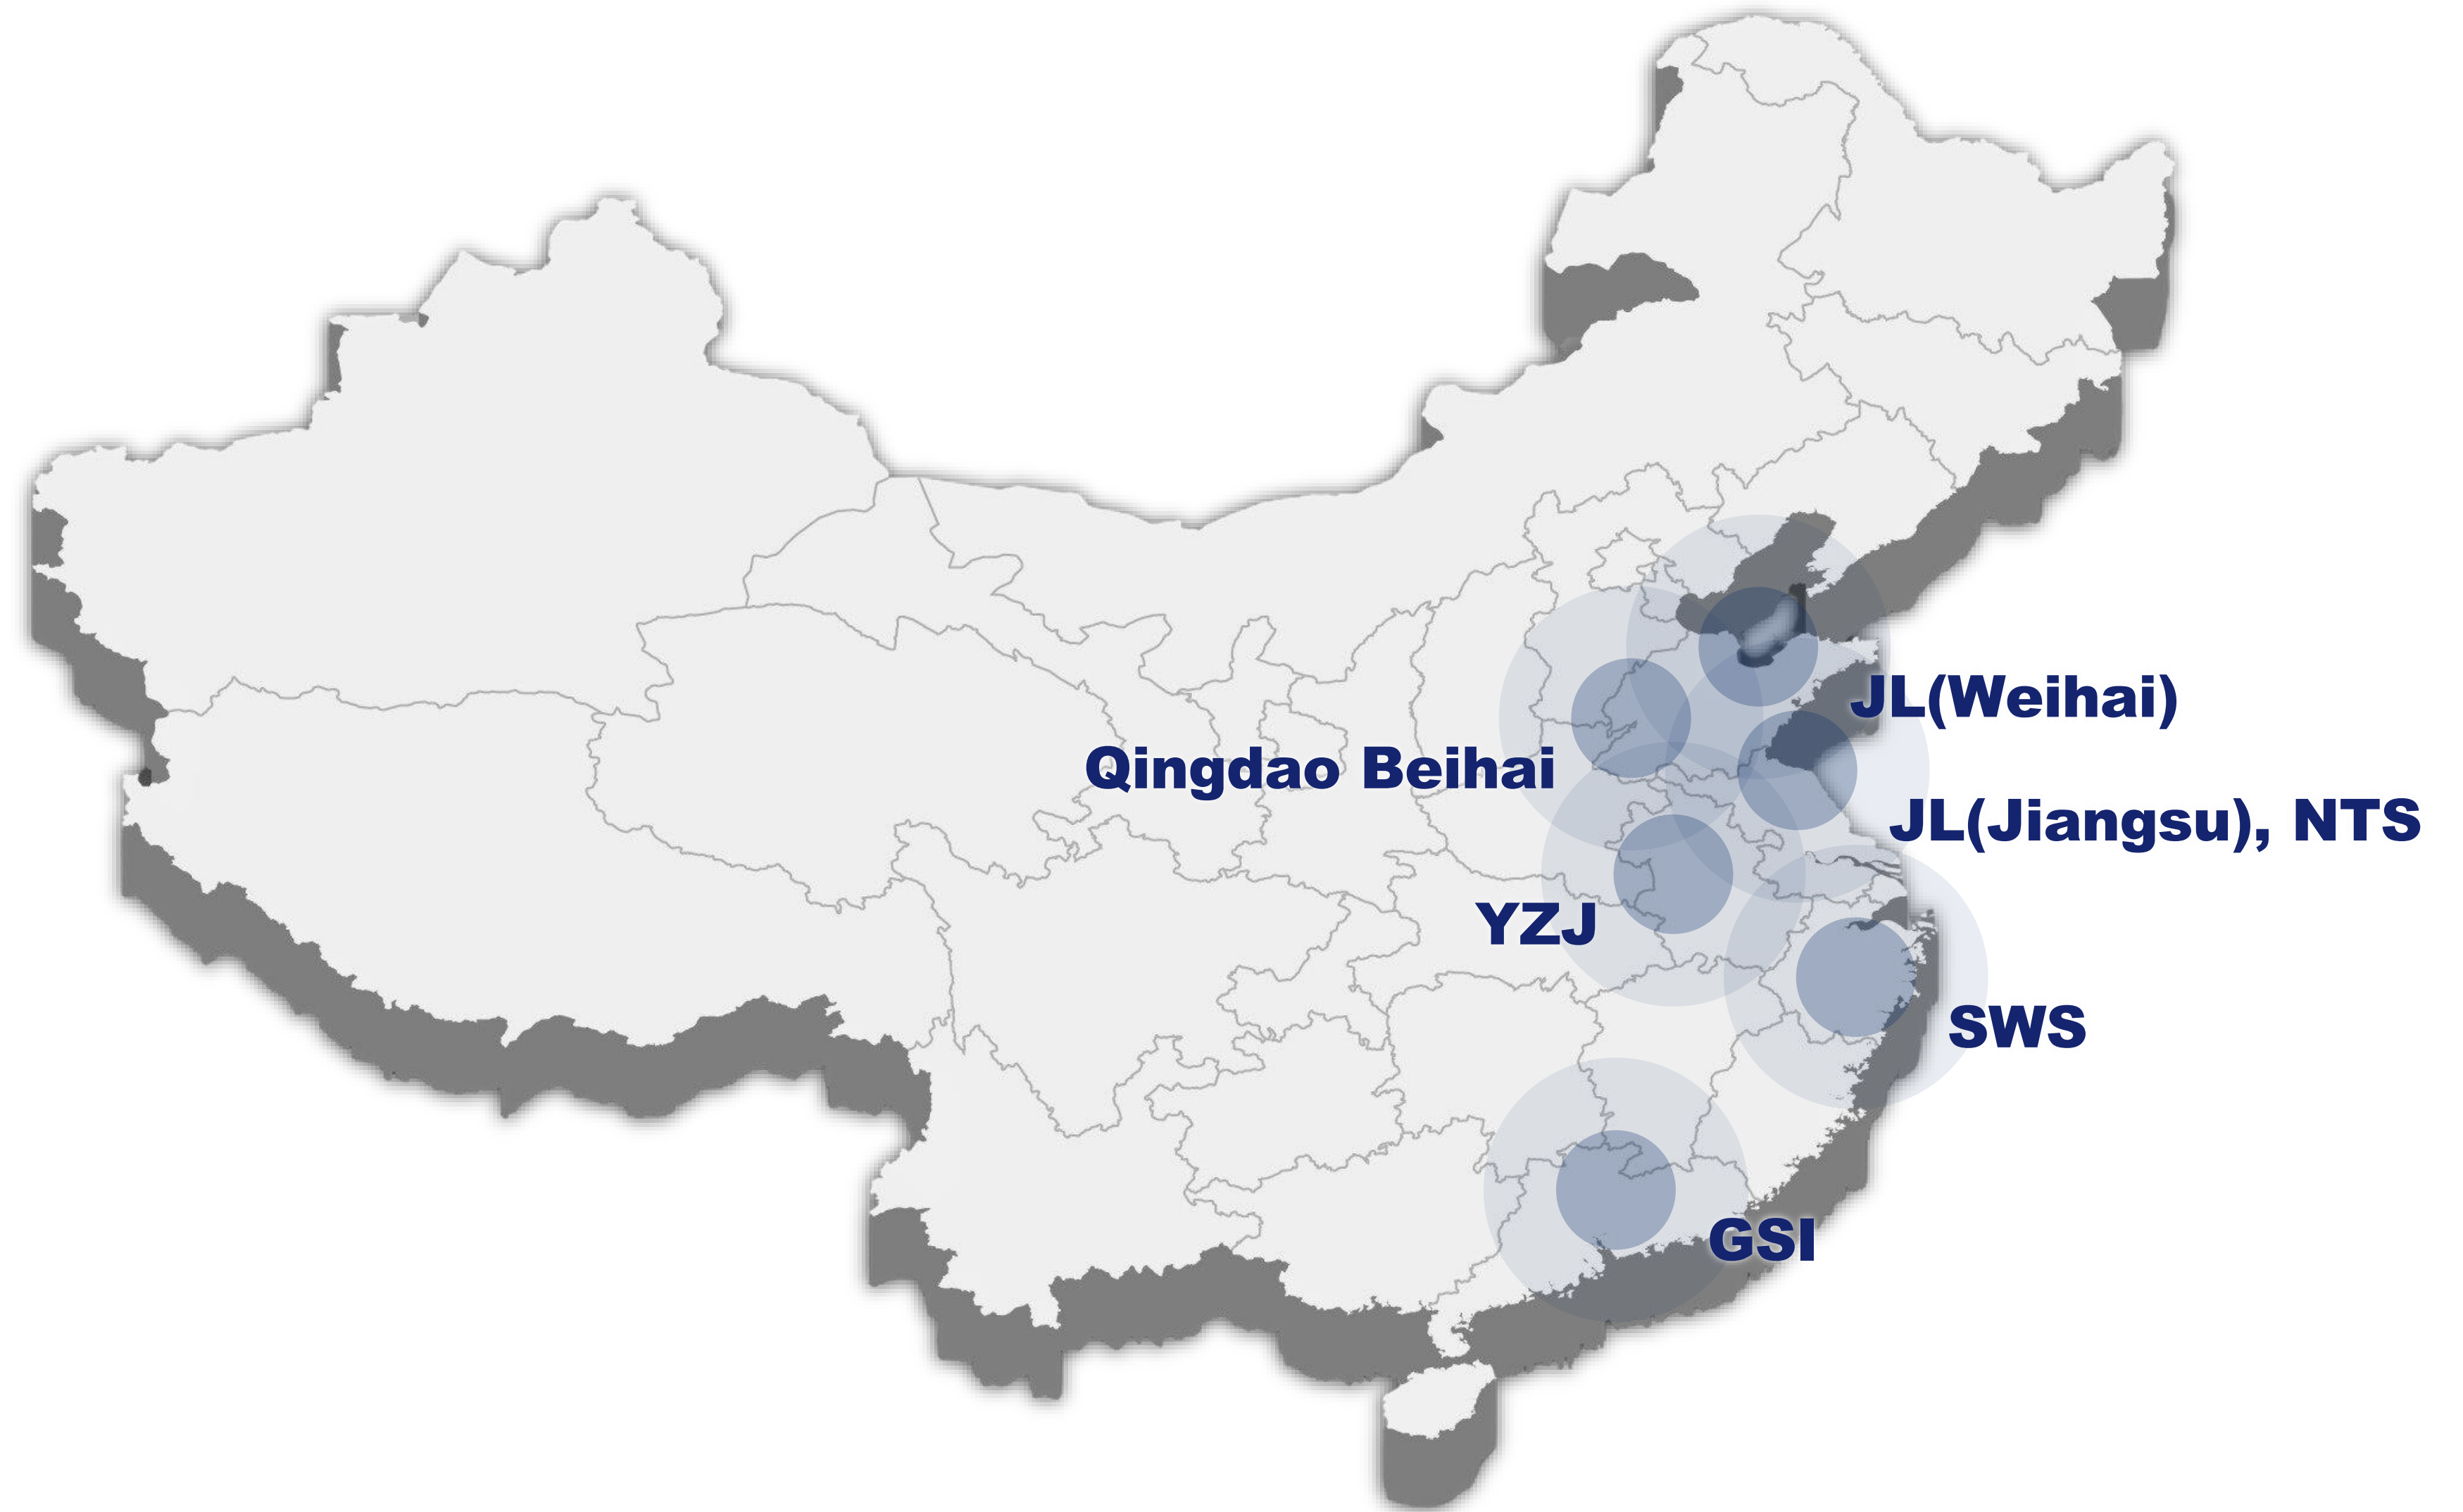 JL(Weihai)
Qingdao Beihai
JL(Jiangsu), NTS
YZJ
SWS
GSI